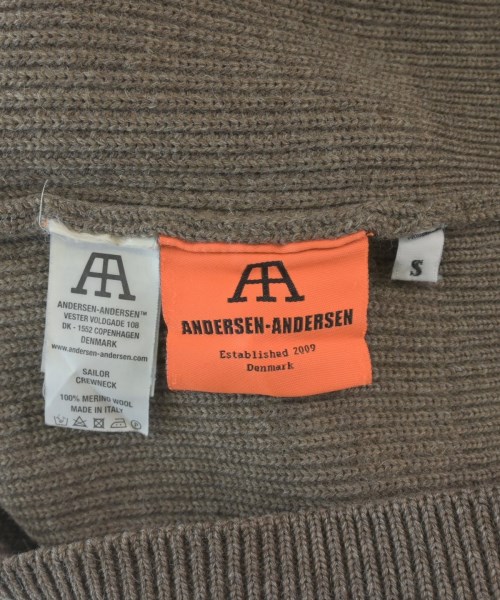 AA
ANDERSEN-ANDERSEN™
VESTER VOLDGADE 108
DK - 1552 COPENHAGEN
DENMARK
www.andersen-andersen.com
SAILOR
CREWNECK
100% MERINO WOOL
MADE IN ITALY
AA
ANDERSEN-ANDERSEN
Established 2009
Denmark
S